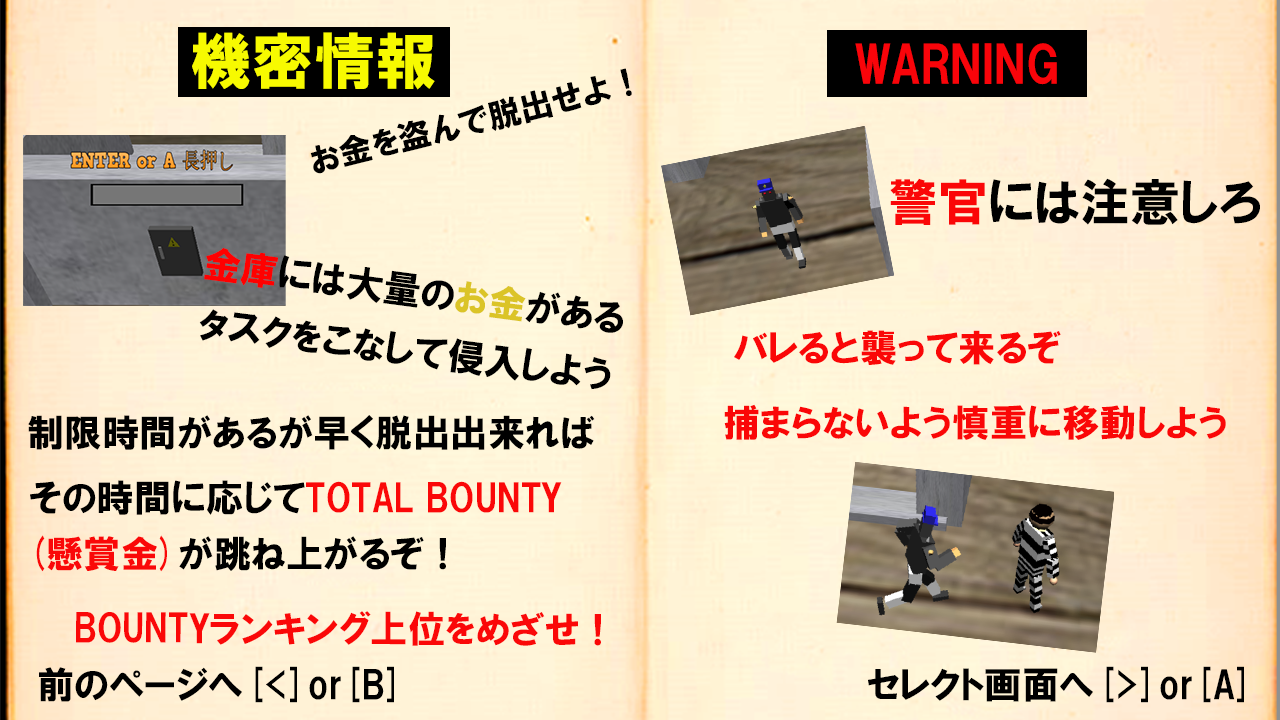 機密情報
お金を盗んで脱出せよ！
ENTER or A 長押し
金庫には大量のお金がある
タスクをこなして侵入しよう
制限時間があるが早く脱出出来れば
その時間に応じてTOTAL BOUNTY
(懸賞金)が跳ね上がるぞ！
BOUNTYランキング上位をめざせ！
前のページへ [<] or [B]
WARNING
警官には注意しろ
バレると襲って来るぞ
捕まらないよう慎重に移動しよう
セレクト画面へ [>] or [A]